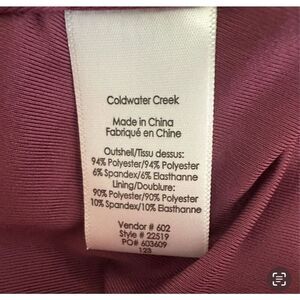 Coldwater Creek
Made in China
Fabriqué en Chine
Outshell/Tissu dessus:
94% Polyester/94% Polyester
6% Spandex/6% Elasthanne
Lining/Doublure:
90% Polyester/90% Polyester
10% Spandex/10% Elasthanne
Vendor # 602
Style # 22519
PO# 603609
123